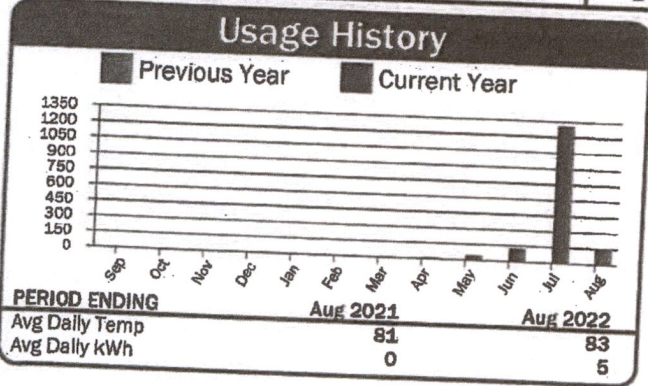 Usage History
Previous Year Current Year
1350
1200
1050
900
750
600
450
300
150
0
Sep Oct Nov Dec Jan Feb Mar Apr May Jun Jul Aug
PERIOD ENDING Aug 2021 Aug 2022
Avg Daily Temp 81 83
Avg Daily kWh 0 5